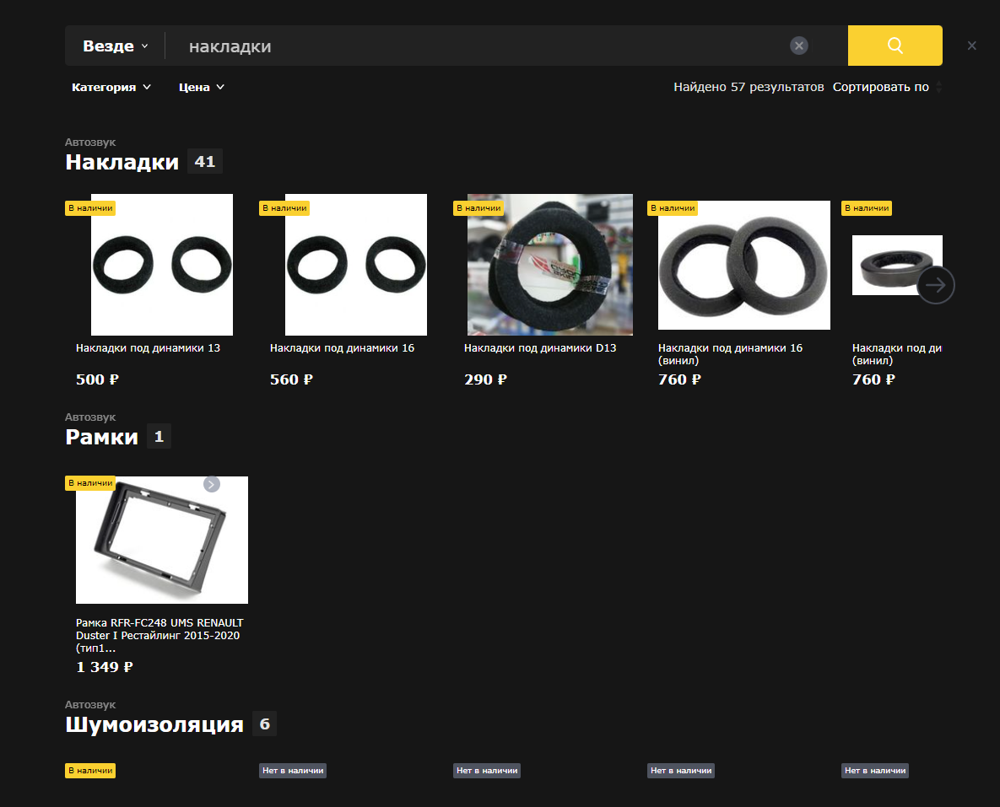 Везде
накладки
Категория
Цена
Найдено 57 результатов
Сортировать по
Автозвук
Накладки 41
В наличии
В наличии
В наличии
В наличии
В наличии
Накладки под динамики 13
500 ₽
Накладки под динамики 16
560 ₽
Накладки под динамики D13
290 ₽
Накладки под динамики 16
(винил)
760 ₽
Накладки под ди
(винил)
760 ₽
Автозвук
Рамки 1
В наличии
Рамка RFR-FC248 UMS RENAULT
Duster I Рестайлинг 2015-2020
(тип1...
1 349 ₽
Автозвук
Шумоизоляция 6
В наличии
Нет в наличии
Нет в наличии
Нет в наличии
Нет в наличии